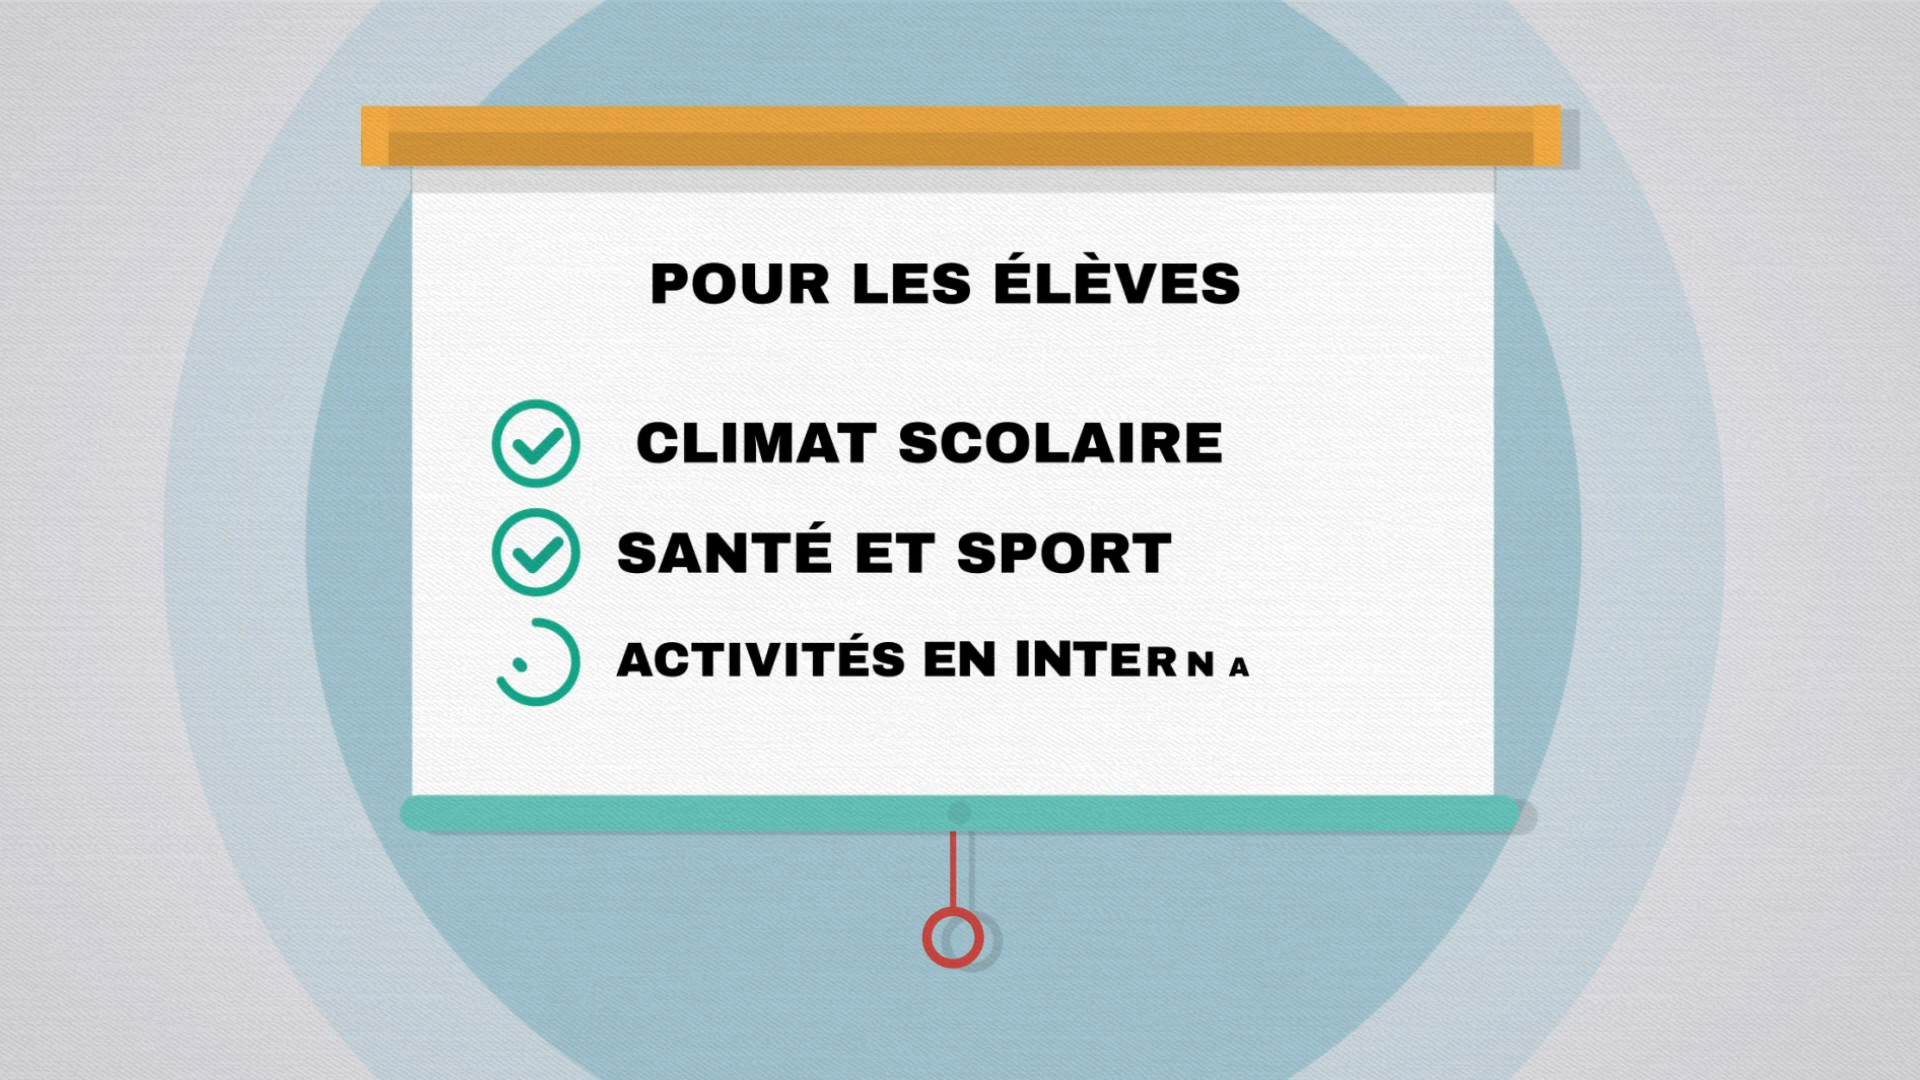 POUR LES ÉLÈVES
CLIMAT SCOLAIRE
SANTÉ ET SPORT
ACTIVITÉS EN INTERNA